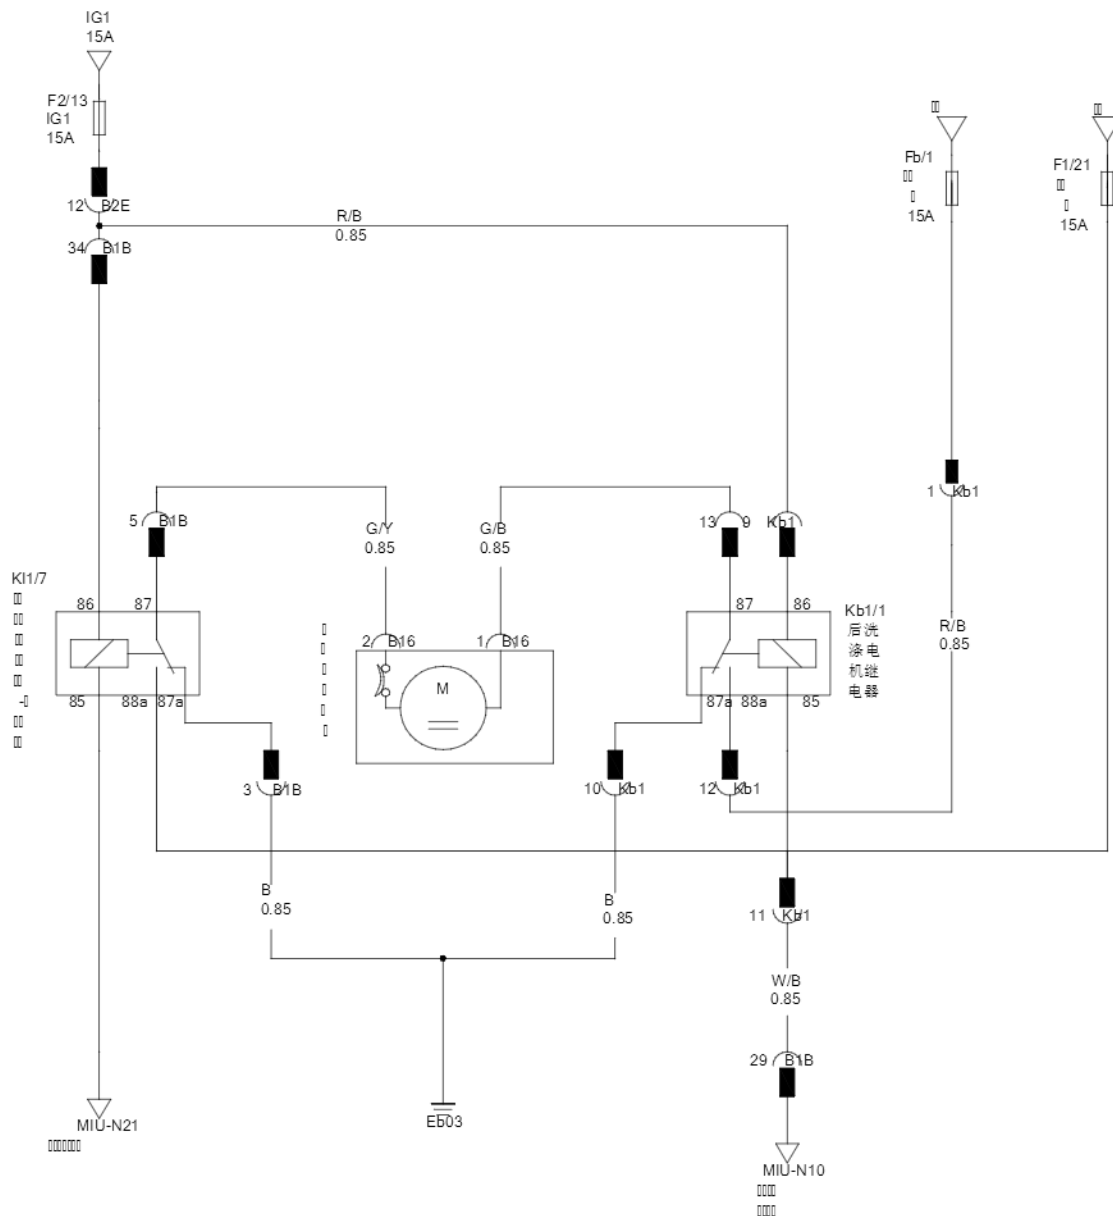 IG1
15A
F2/13
IG1
15A
12 B2E
34 B1B
R/B
0.85
Fb/1
15A
F1/21
15A
1 Kb1
5 B1B
G/Y
0.85
G/B
0.85
13 9 Kb1
KI1/7
86 87
2 B16
1 B16
M
87 86
Kb1/1
后洗
涤电
机继
电器
R/B
0.85
85 88a 87a
87a 88a 85
3 B1B
10 Kb1
12 Kb1
B
0.85
B
0.85
11 Kb1
W/B
0.85
29 B1B
MIU-N21
Eb03
MIU-N10